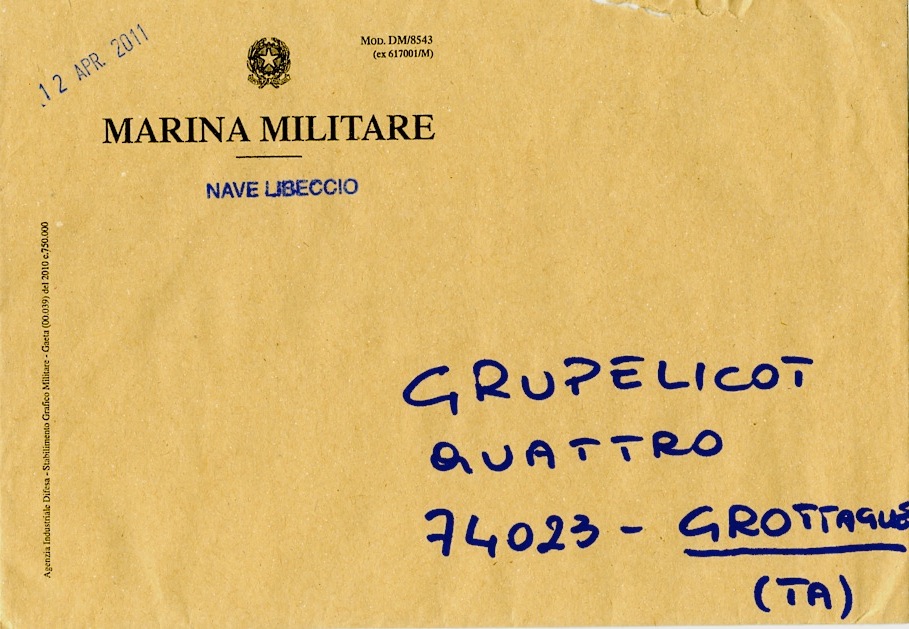 12 APR. 2011
MOD. DM/8543
(ex 617001/M)
MARINA MILITARE
NAVE LIBECCIO
Agenzia Industriale Difesa - Stabilimento Grafico Militare - Gaeta (00.039) del 2010 c.750.000
GRUPELICOT
QUATTRO
74023 - GROTTAGLIE
(TA)